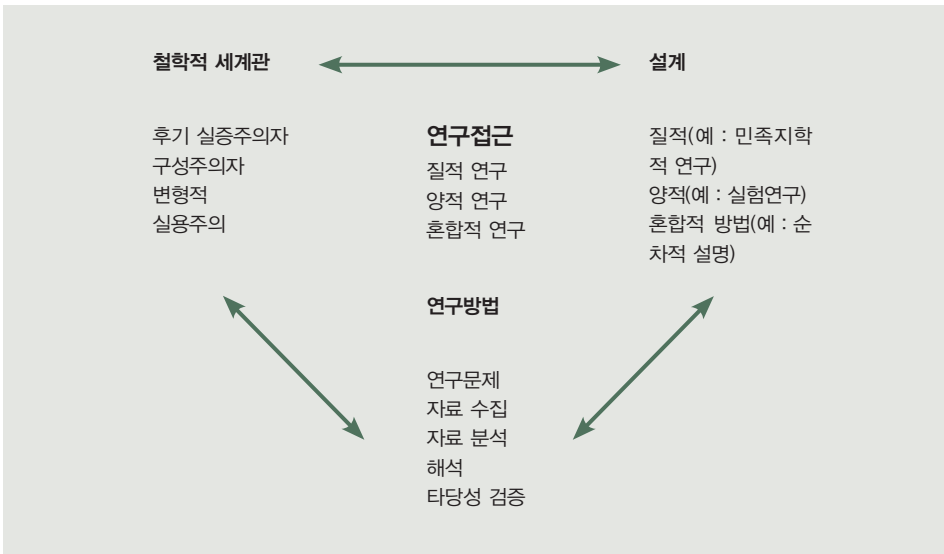 철학적 세계관
설계
후기 실증주의자
구성주의자
변형적
실용주의
연구접근
질적 연구
양적 연구
혼합적 연구
질적(예 : 민족지학
적 연구)
양적(예 : 실험연구)
혼합적 방법(예 : 순
차적 설명)
연구방법
연구문제
자료 수집
자료 분석
해석
타당성 검증